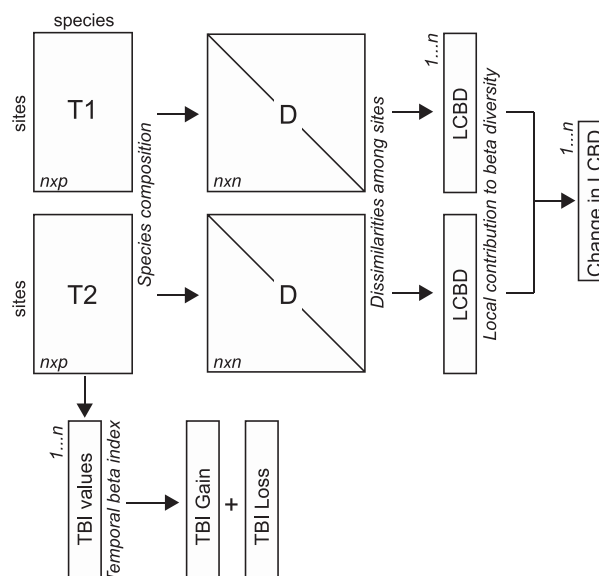 species
sites
T1
nxp
Species composition
D
nxn
Dissimilarities among sites
1...n
LCBD
Local contribution to beta diversity
1...n
Change in LCBD
sites
T2
nxp
D
nxn
LCBD
1...n
TBI values
Temporal beta index
TBI Gain
+
TBI Loss